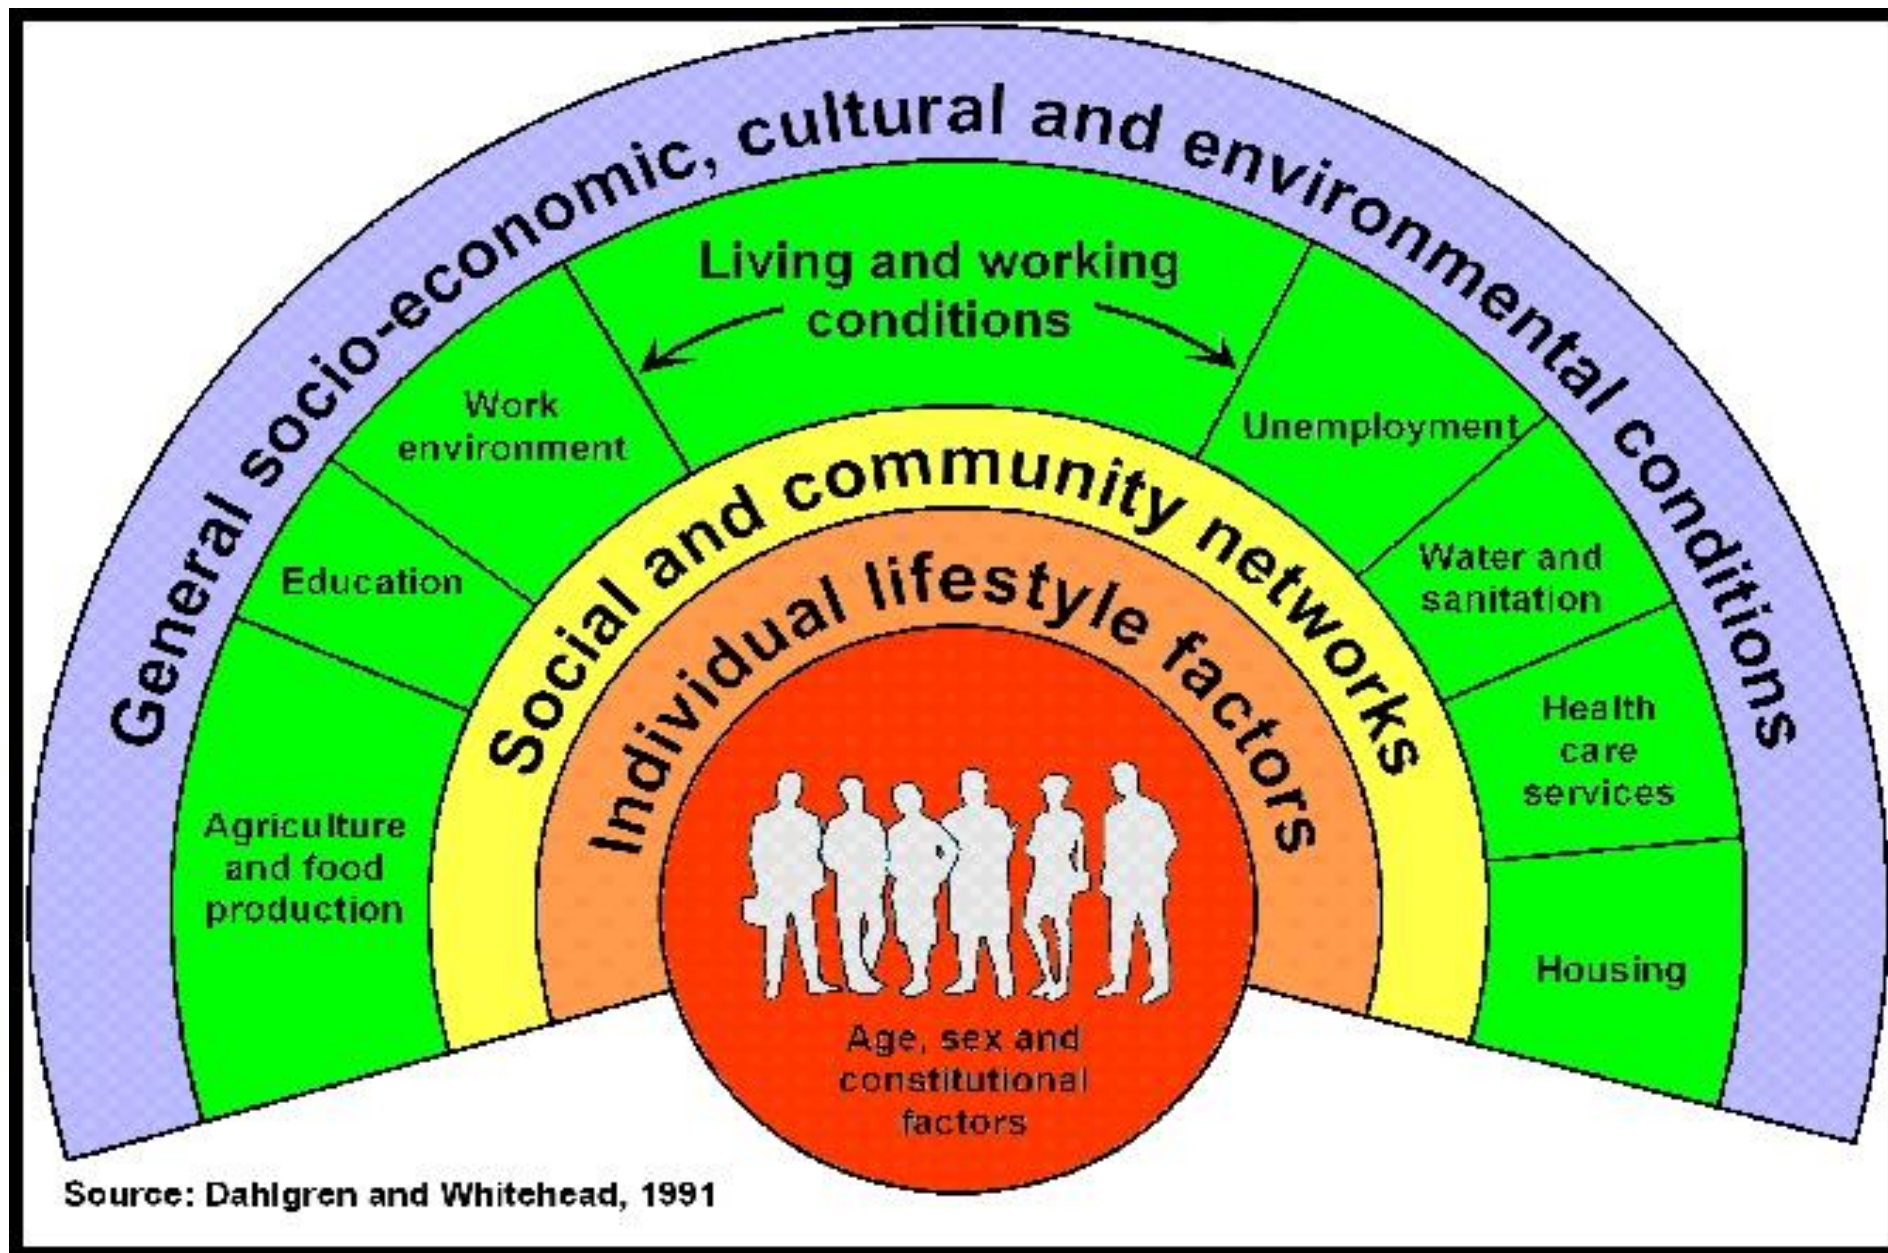 General socio-economic, cultural and environmental conditions
Living and working
conditions
Work
environment
Unemployment
Education
Water and
sanitation
Agriculture
and food
production
Health
care
services
Housing
Social and community networks
Individual lifestyle factors
Age, sex and
constitutional
factors
Source: Dahlgren and Whitehead, 1991